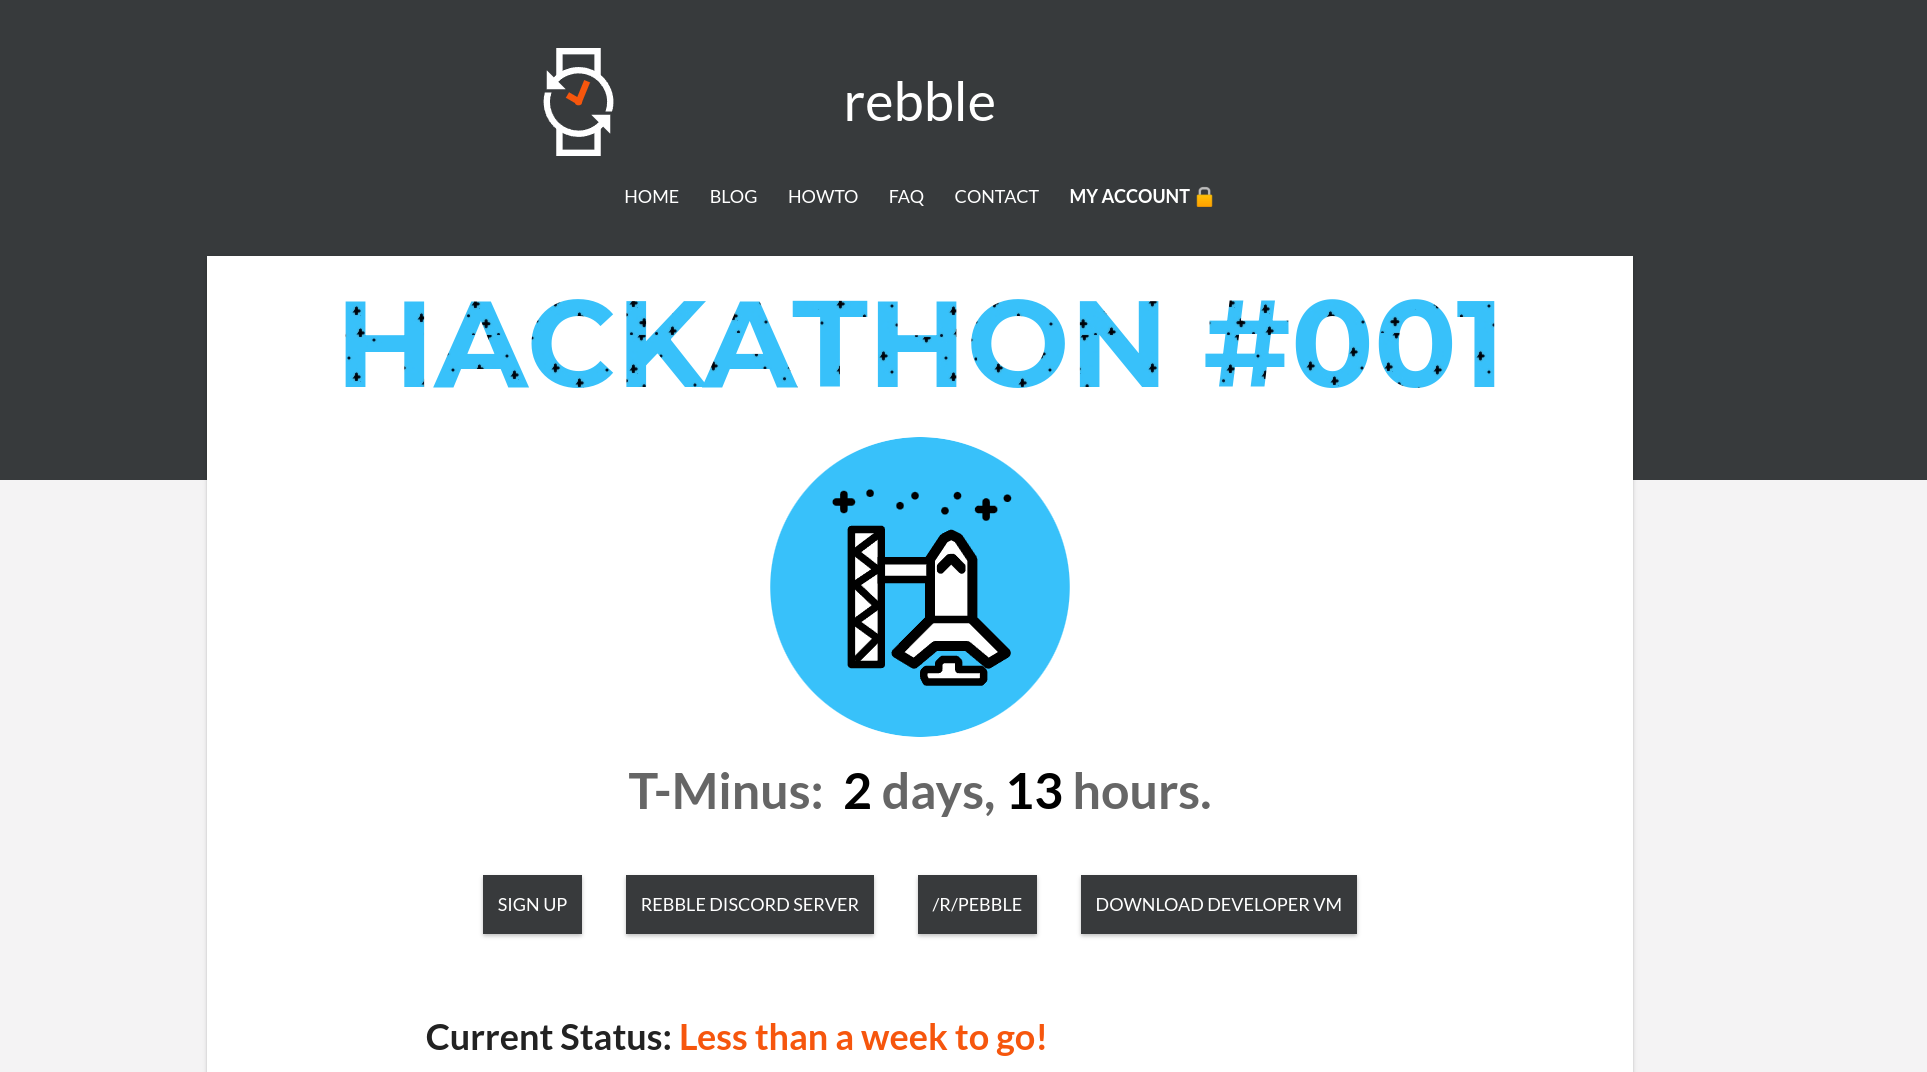 rebble
HOME BLOG HOWTO FAQ CONTACT MY ACCOUNT
HACKATHON #001
T-Minus: 2 days, 13 hours.
SIGN UP REBBLE DISCORD SERVER /R/PEBBLE DOWNLOAD DEVELOPER VM
Current Status: Less than a week to go!